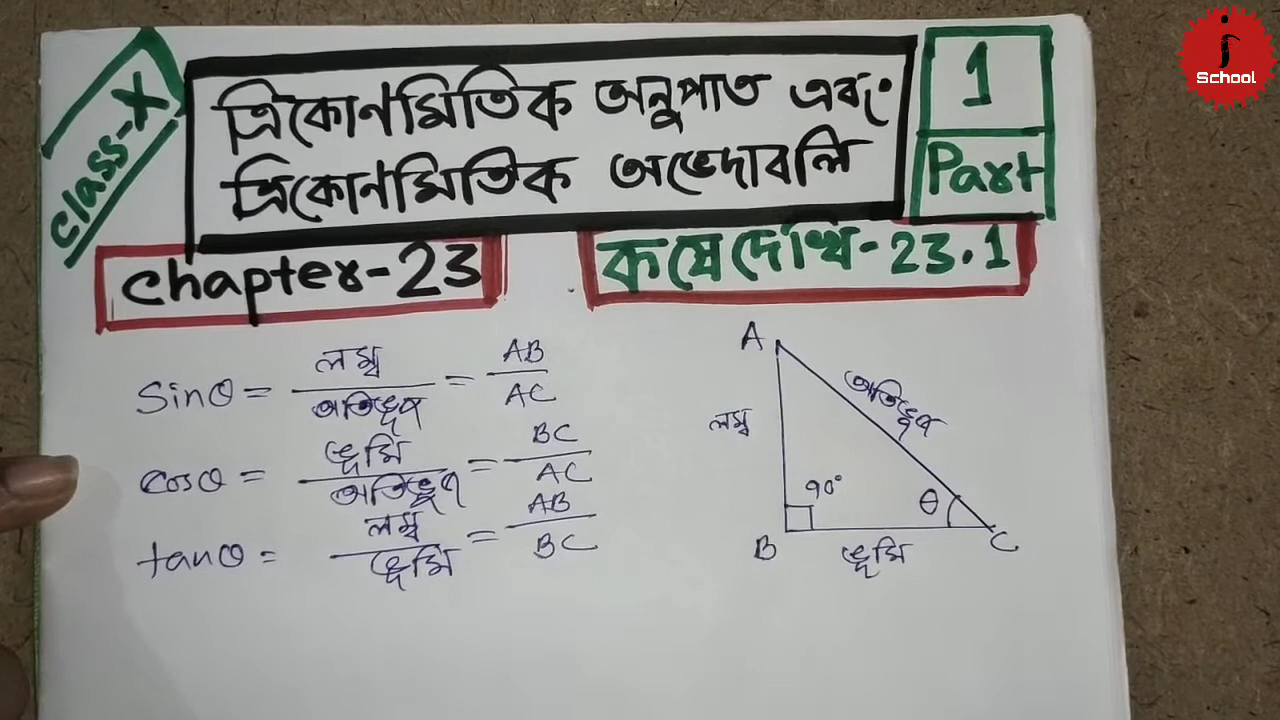 Class-X
ত্রিকোণমিতিক অনুপাত এবং
ত্রিকোণমিতিক অভেদাবলি
1
Part
Chapter-23
কষে দেখি-23.1
Sinθ = লম্ব/অতিভূজ = AB/AC
cosθ = ভূমি/অতিভূজ = BC/AC
tanθ = লম্ব/ভূমি = AB/BC
A
অতিভূজ
লম্ব
90°
θ
B
ভূমি
C
i School